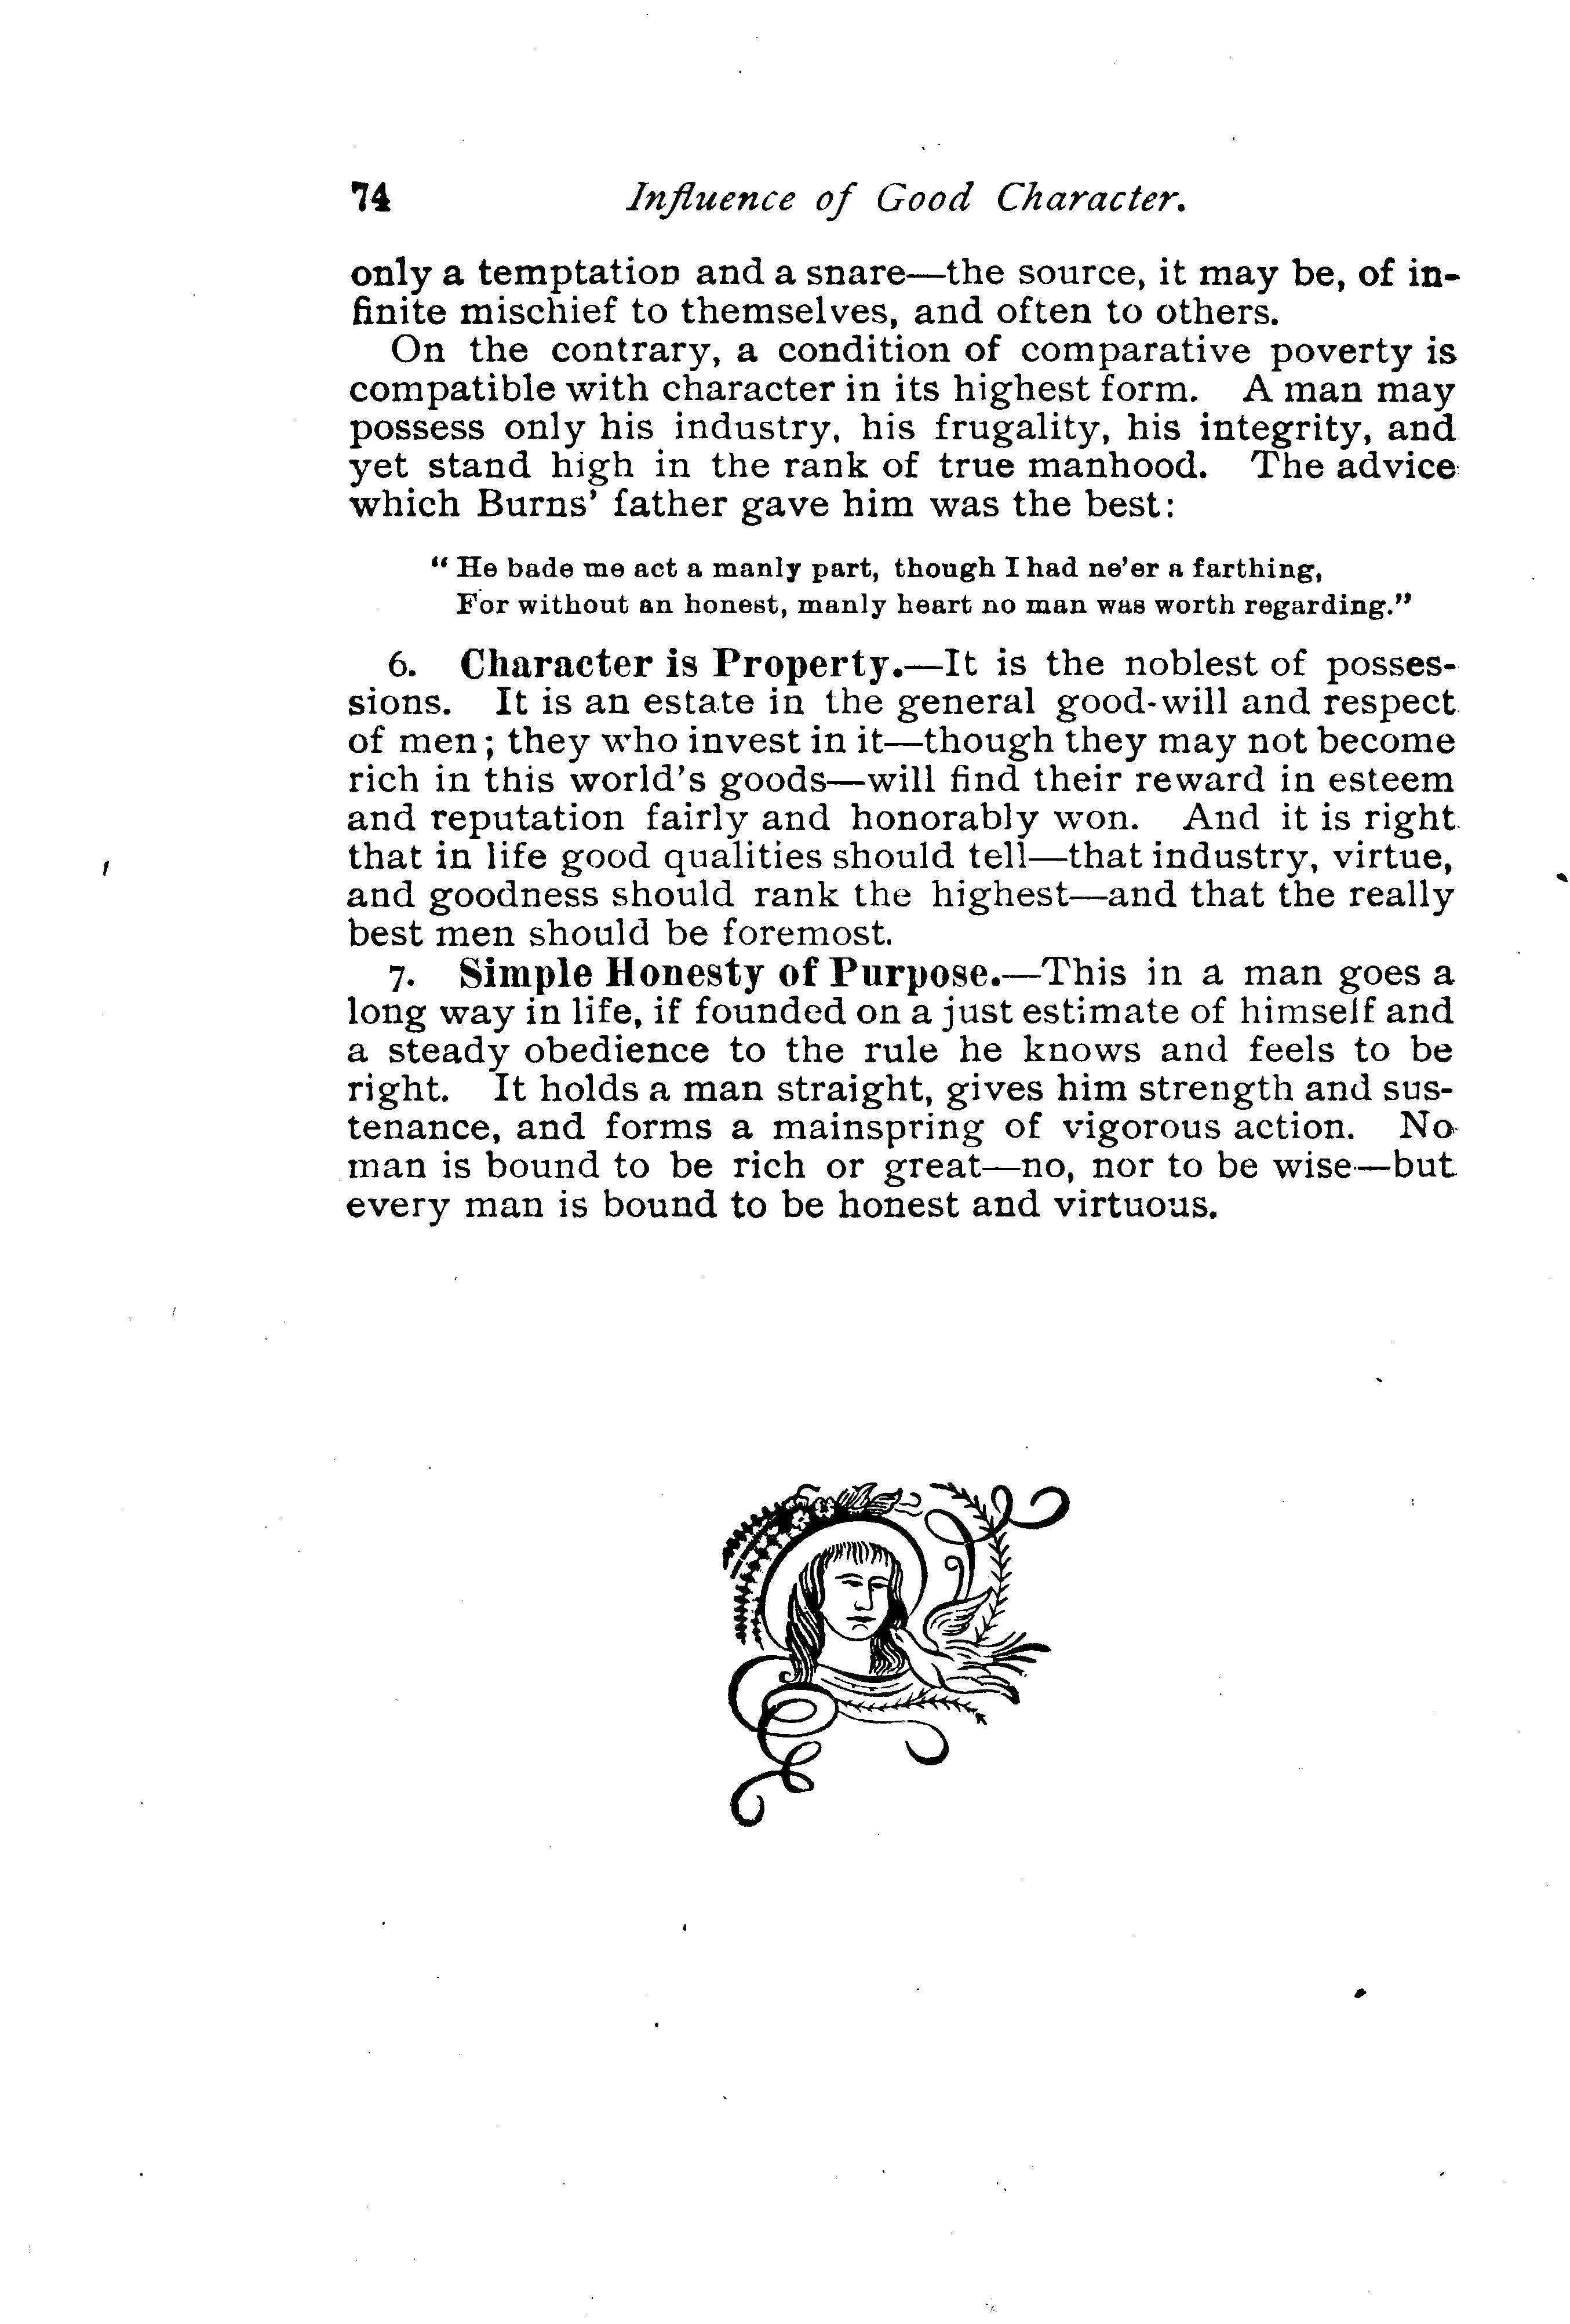 74 Influence of Good Character.
only a temptation and a snare—the source, it may be, of in-
finite mischief to themselves, and often to others.
On the contrary, a condition of comparative poverty is
compatible with character in its highest form. A man may
possess only his industry, his frugality, his integrity, and
yet stand high in the rank of true manhood. The advice
which Burns' father gave him was the best:
“He bade me act a manly part, though I had ne'er a farthing,
For without an honest, manly heart no man was worth regarding.”
6. Character is Property.—It is the noblest of posses-
sions. It is an estate in the general good-will and respect
of men; they who invest in it—though they may not become
rich in this world's goods—will find their reward in esteem
and reputation fairly and honorably won. And it is right
that in life good qualities should tell—that industry, virtue,
and goodness should rank the highest—and that the really
best men should be foremost.
7. Simple Honesty of Purpose.—This in a man goes a
long way in life, if founded on a just estimate of himself and
a steady obedience to the rule he knows and feels to be
right. It holds a man straight, gives him strength and sus-
tenance, and forms a mainspring of vigorous action. No
man is bound to be rich or great—no, nor to be wise—but
every man is bound to be honest and virtuous.